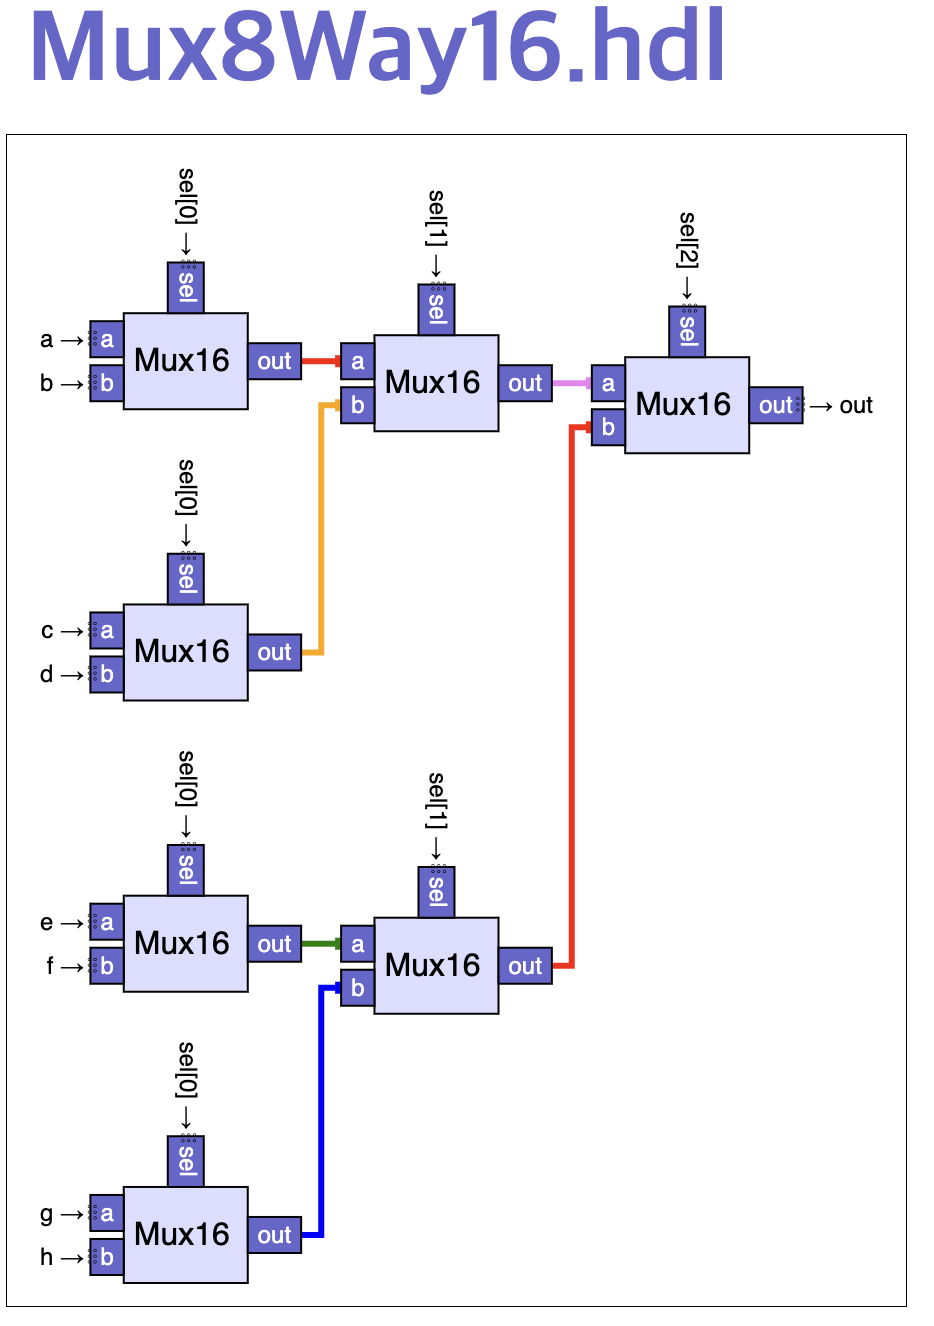 Mux8Way16.hdl
sel[0] →
sel
a → a
b → b
Mux16
out
sel[1] →
sel
a
b
Mux16
out
sel[2] →
sel
a
b
Mux16
out → out
sel[0] →
sel
c → a
d → b
Mux16
out
sel[0] →
sel
e → a
f → b
Mux16
out
sel[1] →
sel
a
b
Mux16
out
sel[0] →
sel
g → a
h → b
Mux16
out